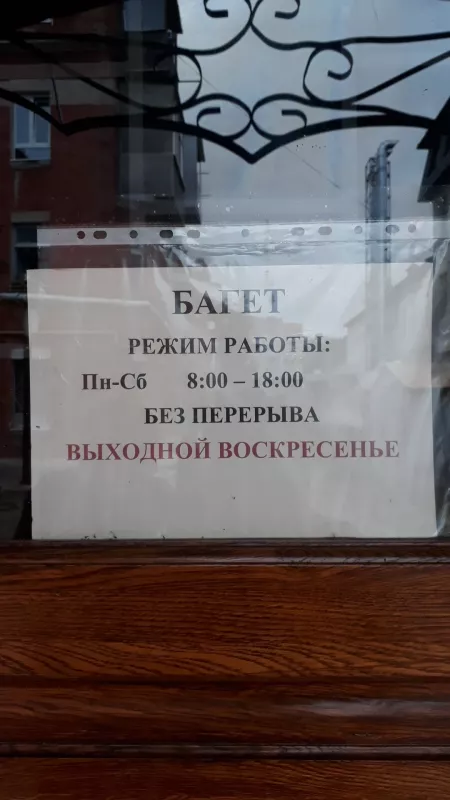 БАГЕТ
РЕЖИМ РАБОТЫ:
Пн-Сб 8:00 – 18:00
БЕЗ ПЕРЕРЫВА
ВЫХОДНОЙ ВОСКРЕСЕНЬЕ